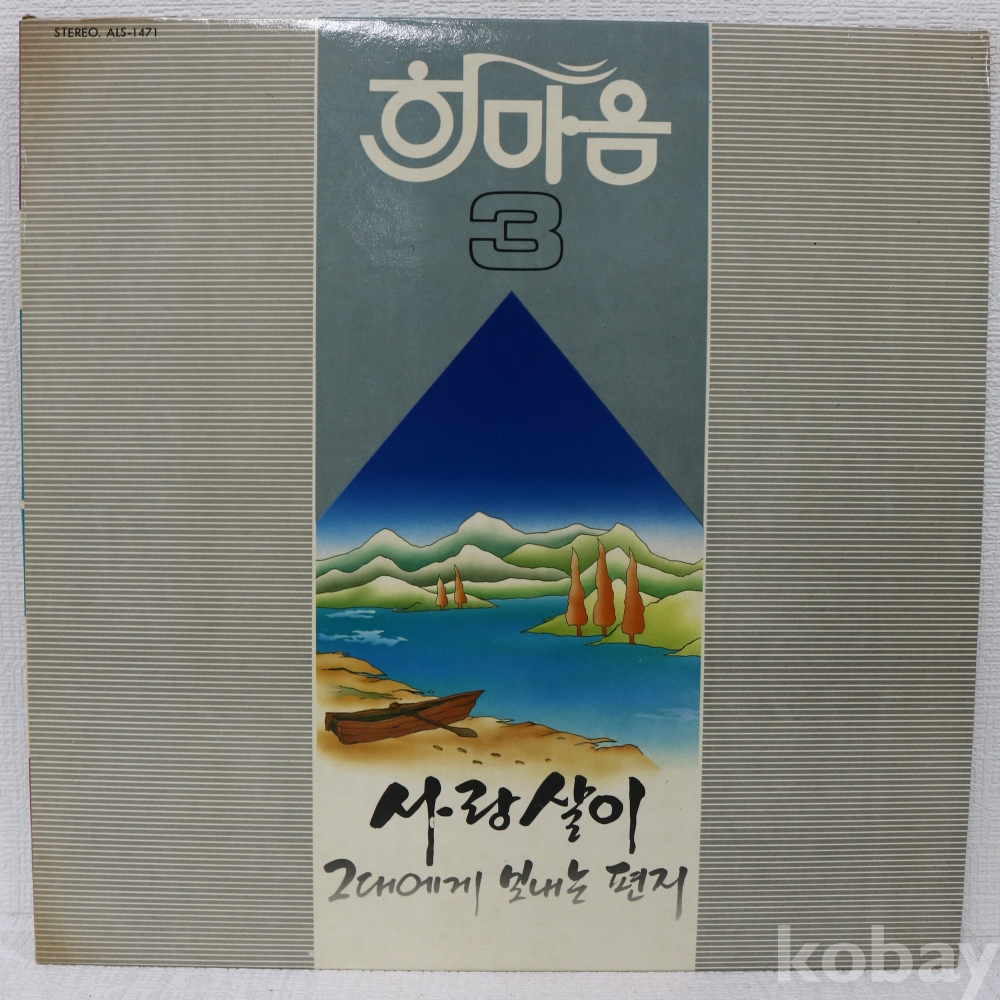 STEREO. ALS-1471
한마음
3
사랑살이
그대에게 보내는 편지
kobay